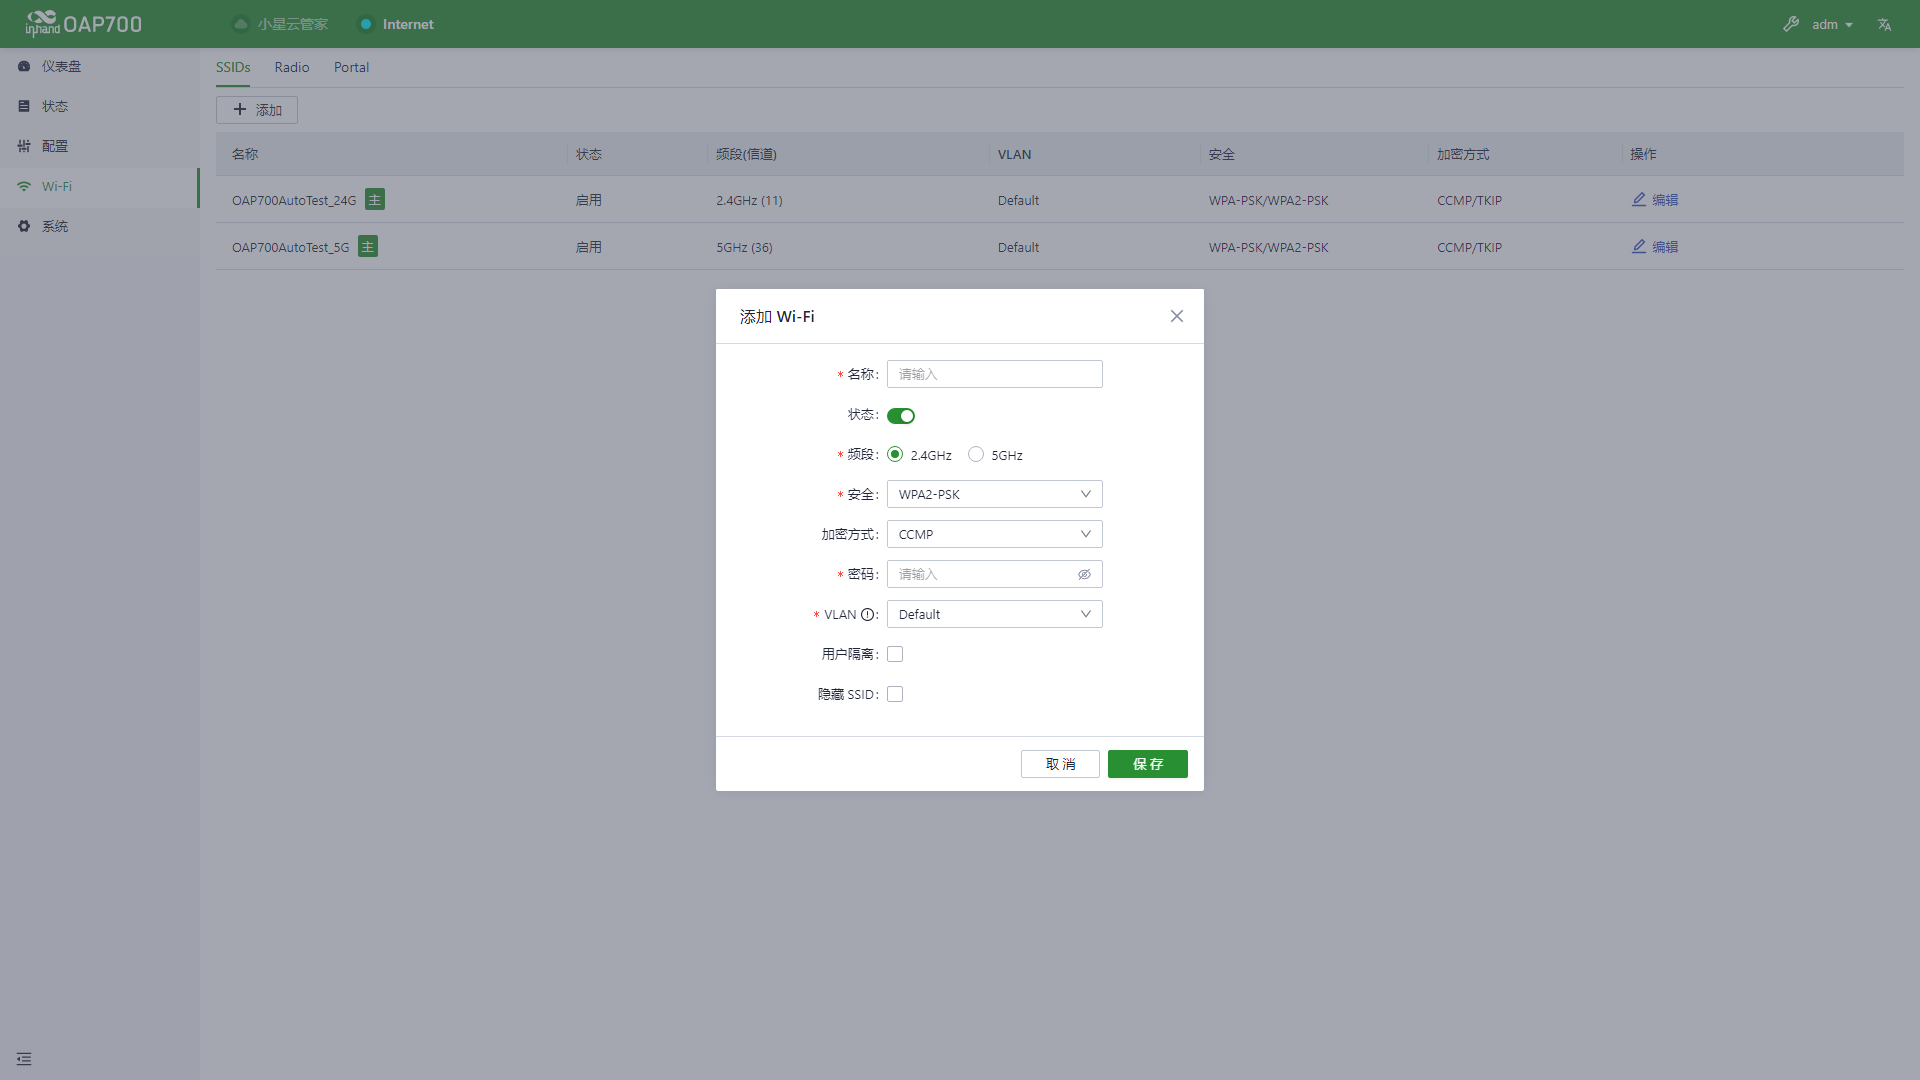 inhand OAP700 小星云管家 Internet adm
仪表盘
状态
配置
Wi-Fi
系统
SSIDs Radio Portal
添加
名称 状态 频段(信道) VLAN 安全 加密方式 操作
OAP700AutoTest_24G 主 启用 2.4GHz (11) Default WPA-PSK/WPA2-PSK CCMP/TKIP 编辑
OAP700AutoTest_5G 主 启用 5GHz (36) Default WPA-PSK/WPA2-PSK CCMP/TKIP 编辑
添加 Wi-Fi
* 名称: 请输入
状态:
* 频段: 2.4GHz 5GHz
* 安全: WPA2-PSK
加密方式: CCMP
* 密码: 请输入
* VLAN : Default
用户隔离:
隐藏 SSID:
取 消 保 存